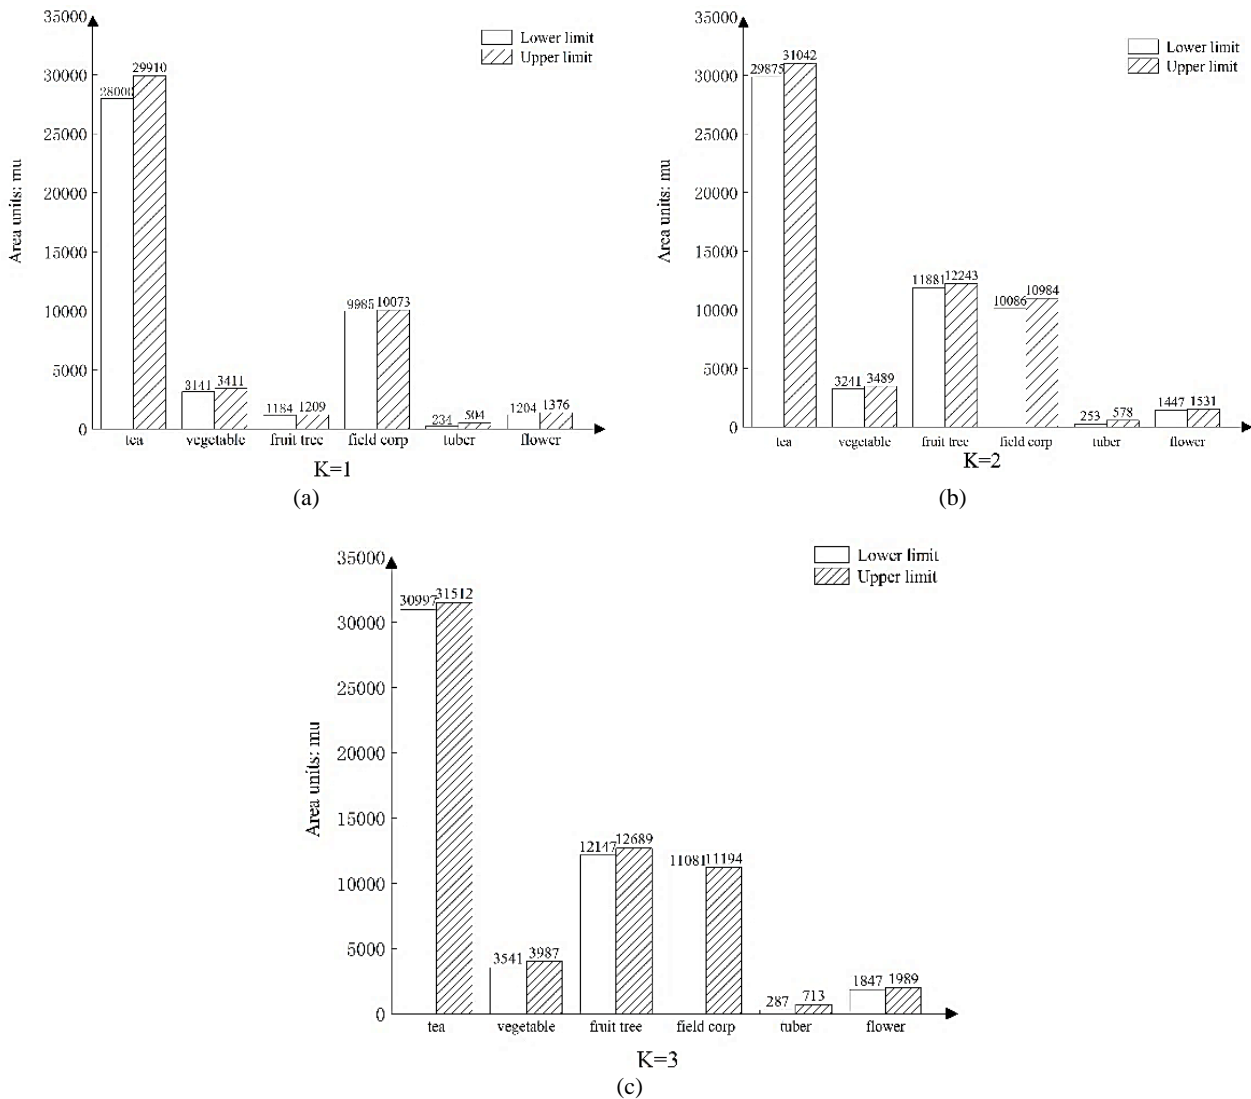 35000
30000
25000
20000
15000
10000
5000
0
Area units: mu
Lower limit
Upper limit
28000 29910
3141 3411
1184 1209
9985 10073
234 504
1204 1376
tea vegetable fruit tree field corp tuber flower
K=1
(a)
35000
30000
25000
20000
15000
10000
5000
0
Area units: mu
Lower limit
Upper limit
29875 31042
3241 3489
11881 12243
10086 10984
253 578
1447 1531
tea vegetable fruit tree field corp tuber flower
K=2
(b)
35000
30000
25000
20000
15000
10000
5000
0
Area units: mu
Lower limit
Upper limit
30997 31512
3541 3987
12147 12689
11081 11194
287 713
1847 1989
tea vegetable fruit tree field corp tuber flower
K=3
(c)